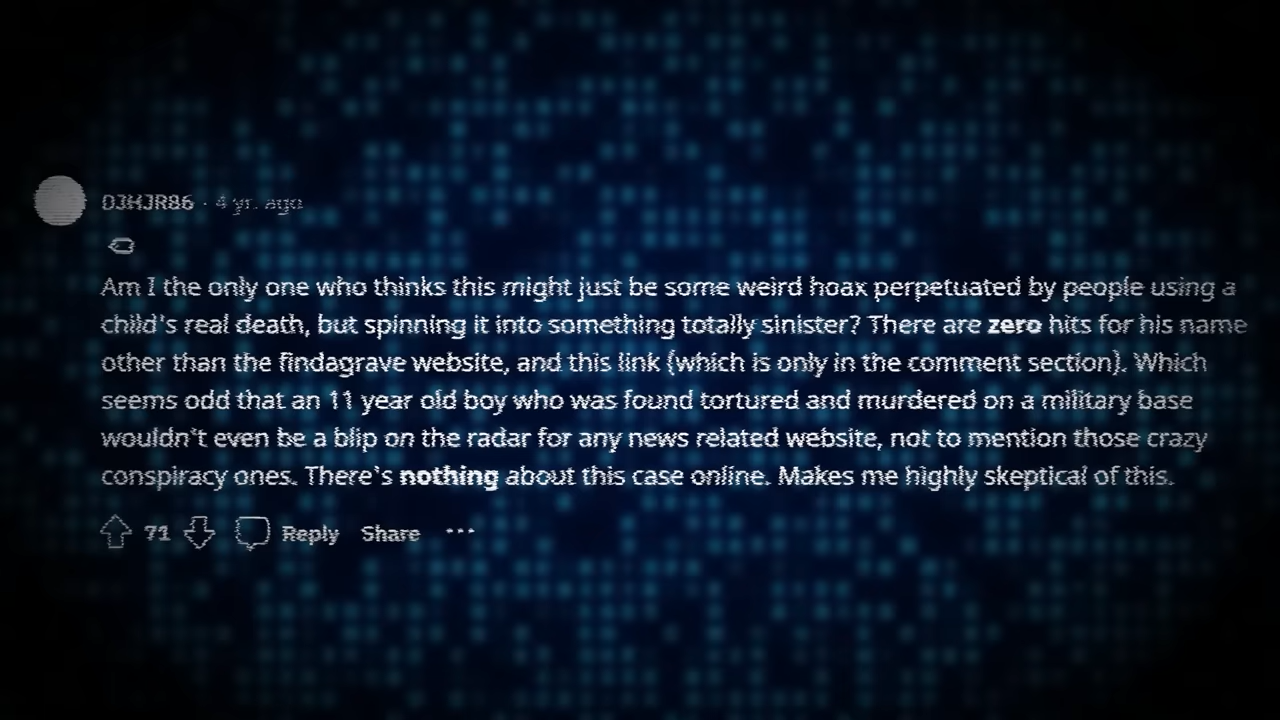 DJHJR86 · 4 yr. ago
Am I the only one who thinks this might just be some weird hoax perpetuated by people using a
child's real death, but spinning it into something totally sinister? There are zero hits for his name
other than the findagrave website, and this link (which is only in the comment section). Which
seems odd that an 11 year old boy who was found tortured and murdered on a military base
wouldn't even be a blip on the radar for any news related website, not to mention those crazy
conspiracy ones. There's nothing about this case online. Makes me highly skeptical of this.
71 Reply Share ...